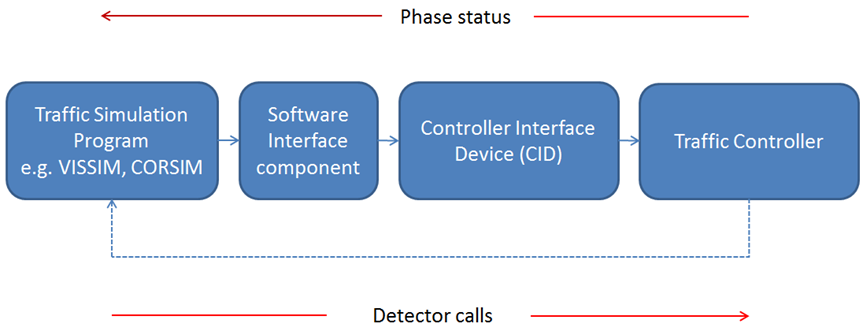 Phase status
Traffic Simulation
Program
e.g. VISSIM, CORSIM
Software
Interface
component
Controller Interface
Device (CID)
Traffic Controller
Detector calls